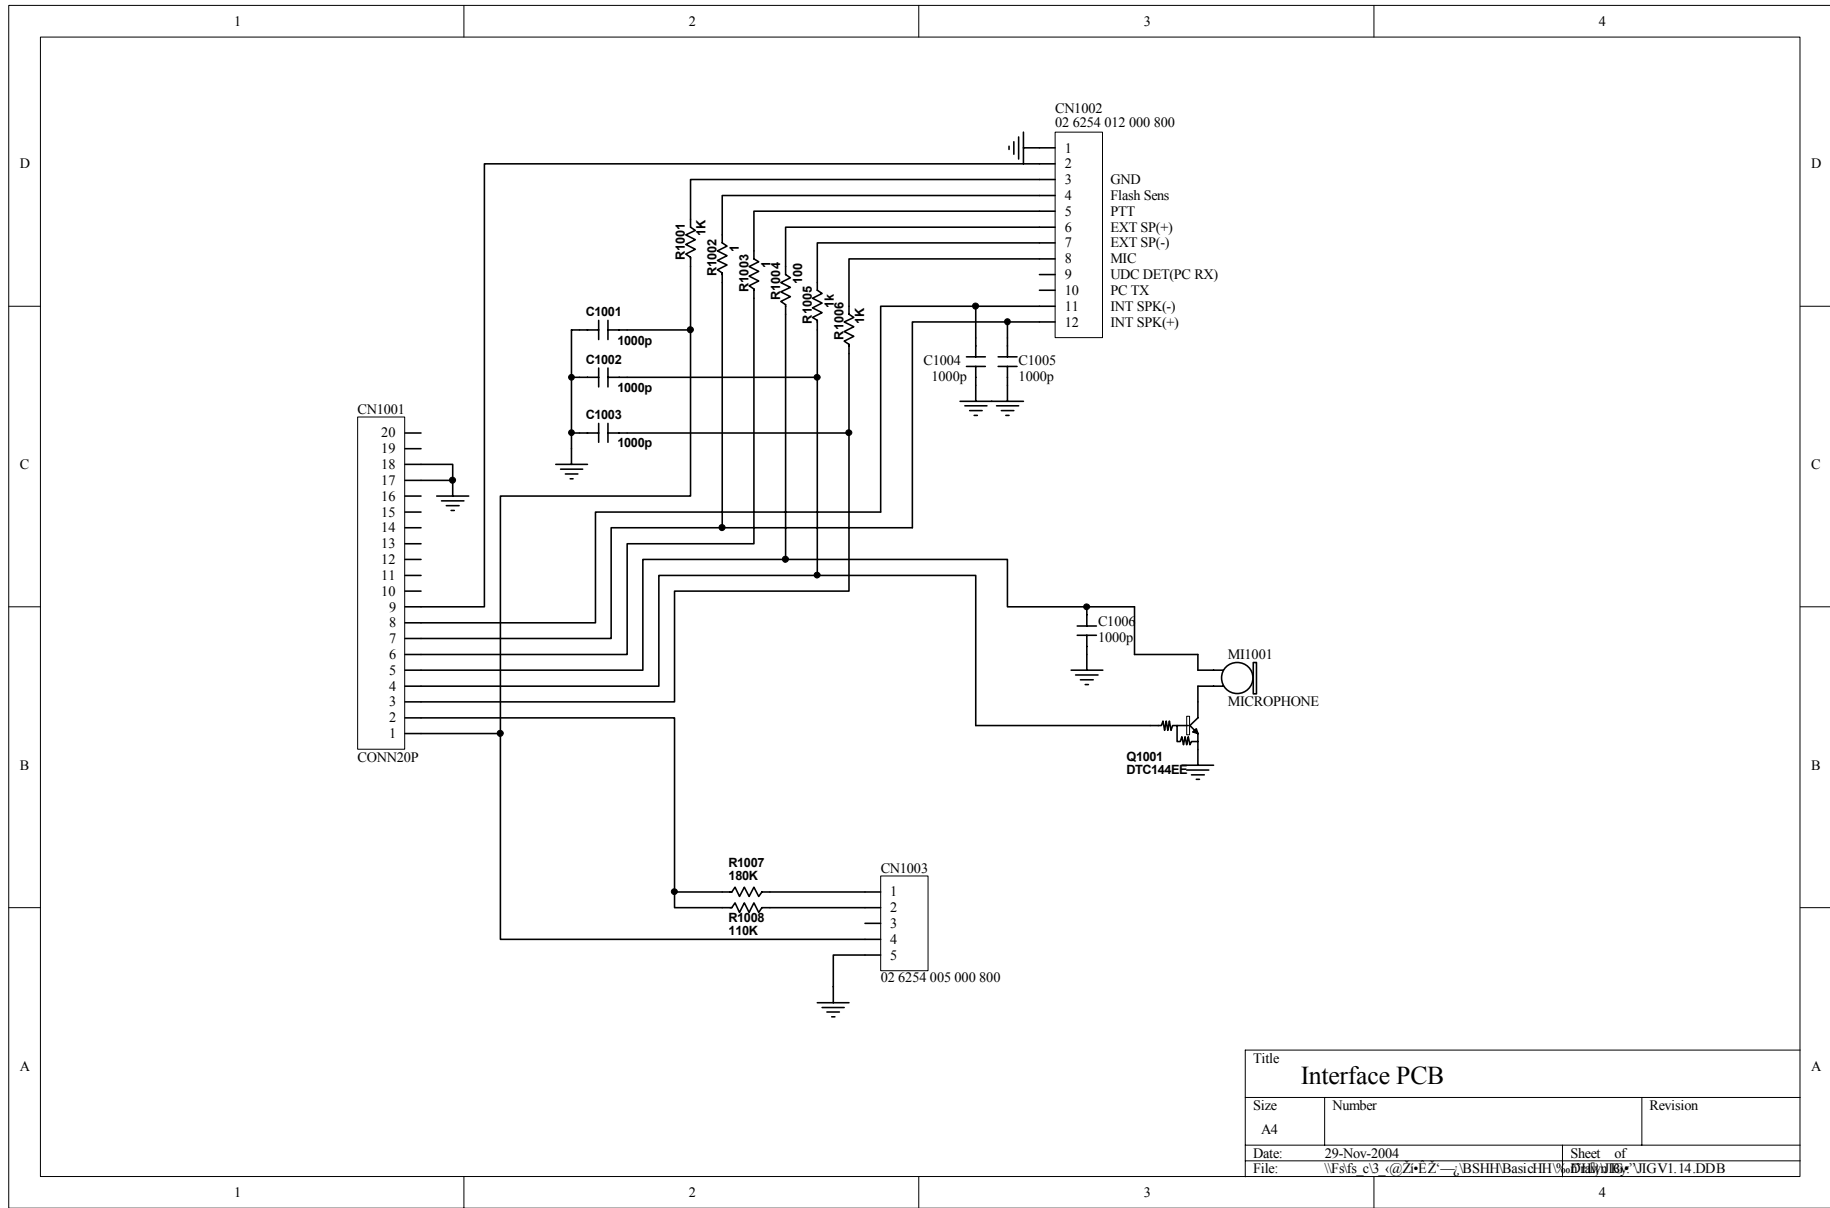 1
2
3
4
D
D
C
C
B
B
A
A
CN1002
02 6254 012 000 800
1
2
3 GND
4 Flash Sens
5 PTT
6 EXT SP(+)
7 EXT SP(-)
8 MIC
9 UDC DET(PC RX)
10 PC TX
11 INT SPK(-)
12 INT SPK(+)
R1001
1K
R1002
1
R1003
1
R1004
100
R1005
1k
R1006
1K
C1001
1000p
C1002
1000p
C1003
1000p
C1004
1000p
C1005
1000p
CN1001
20
19
18
17
16
15
14
13
12
11
10
9
8
7
6
5
4
3
2
1
CONN20P
C1006
1000p
MI1001
MICROPHONE
Q1001
DTC144EE
R1007
180K
R1008
110K
CN1003
1
2
3
4
5
02 6254 005 000 800
Title
Interface PCB
Size
A4
Number
Revision
Date: 29-Nov-2004
Sheet of
File:
1
2
3
4